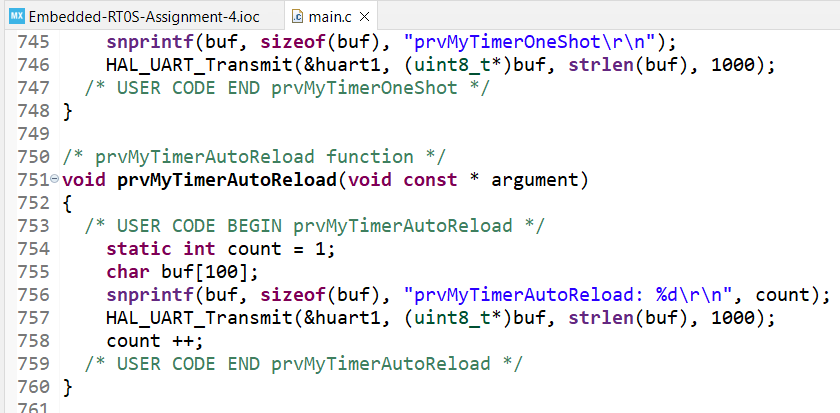 MX Embedded-RT0S-Assignment-4.ioc
.c main.c
745 snprintf(buf, sizeof(buf), "prvMyTimerOneShot\r\n");
746 HAL_UART_Transmit(&huart1, (uint8_t*)buf, strlen(buf), 1000);
747 /* USER CODE END prvMyTimerOneShot */
748 }
749
750 /* prvMyTimerAutoReload function */
751 void prvMyTimerAutoReload(void const * argument)
752 {
753 /* USER CODE BEGIN prvMyTimerAutoReload */
754 static int count = 1;
755 char buf[100];
756 snprintf(buf, sizeof(buf), "prvMyTimerAutoReload: %d\r\n", count);
757 HAL_UART_Transmit(&huart1, (uint8_t*)buf, strlen(buf), 1000);
758 count ++;
759 /* USER CODE END prvMyTimerAutoReload */
760 }
761